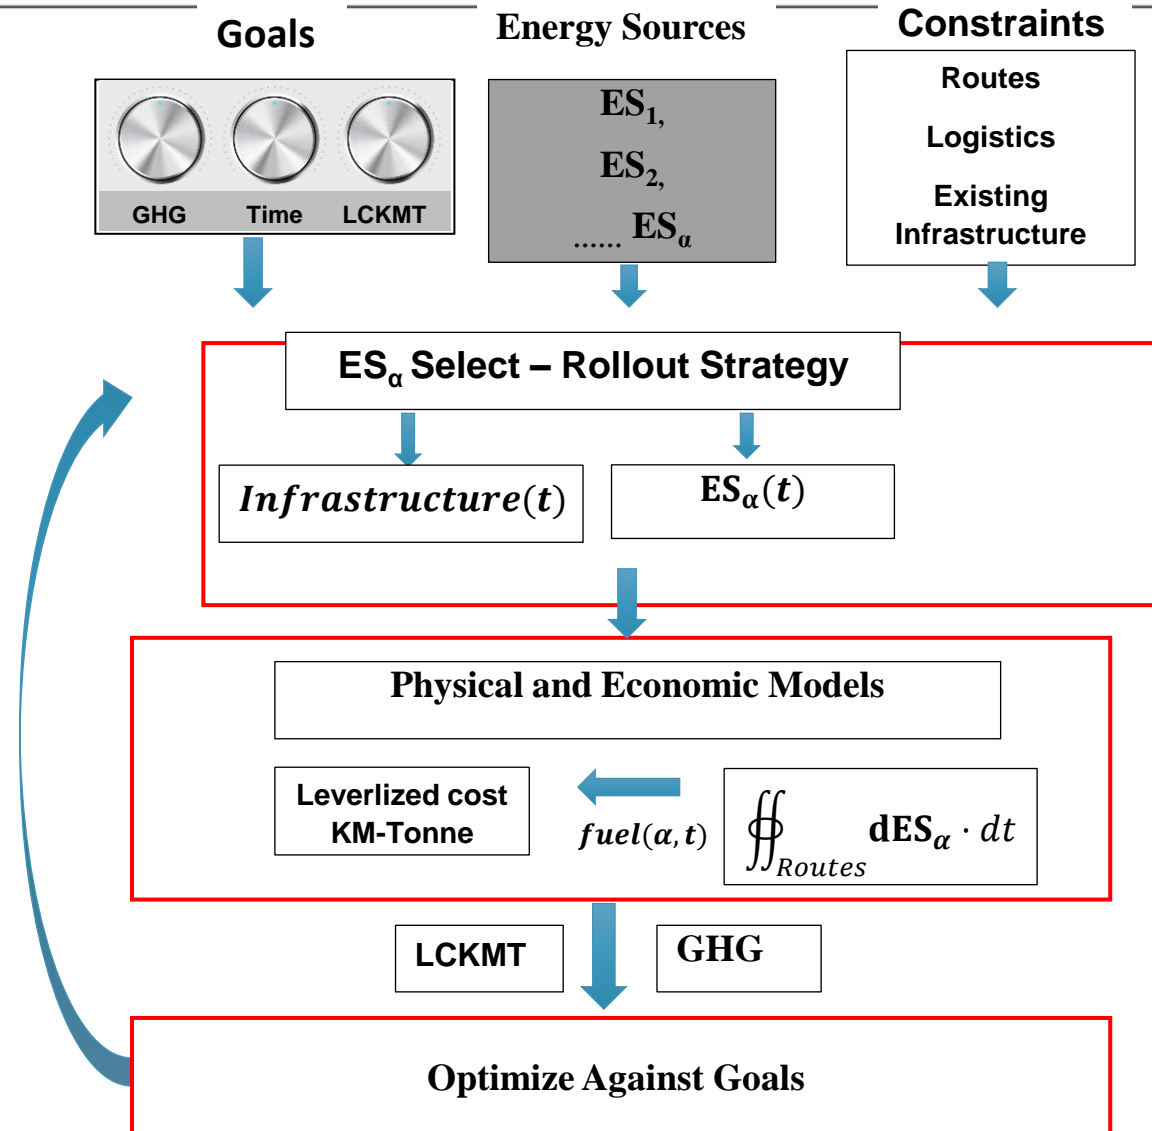 Goals
Energy Sources
Constraints
GHG Time LCKMT
ES₁,
ES₂,
...... ESα
Routes
Logistics
Existing
Infrastructure
ESα Select – Rollout Strategy
Infrastructure(t)
ESα(t)
Physical and Economic Models
Leverlized cost
KM-Tonne
fuel(α, t)
∯Routes dESα · dt
LCKMT
GHG
Optimize Against Goals